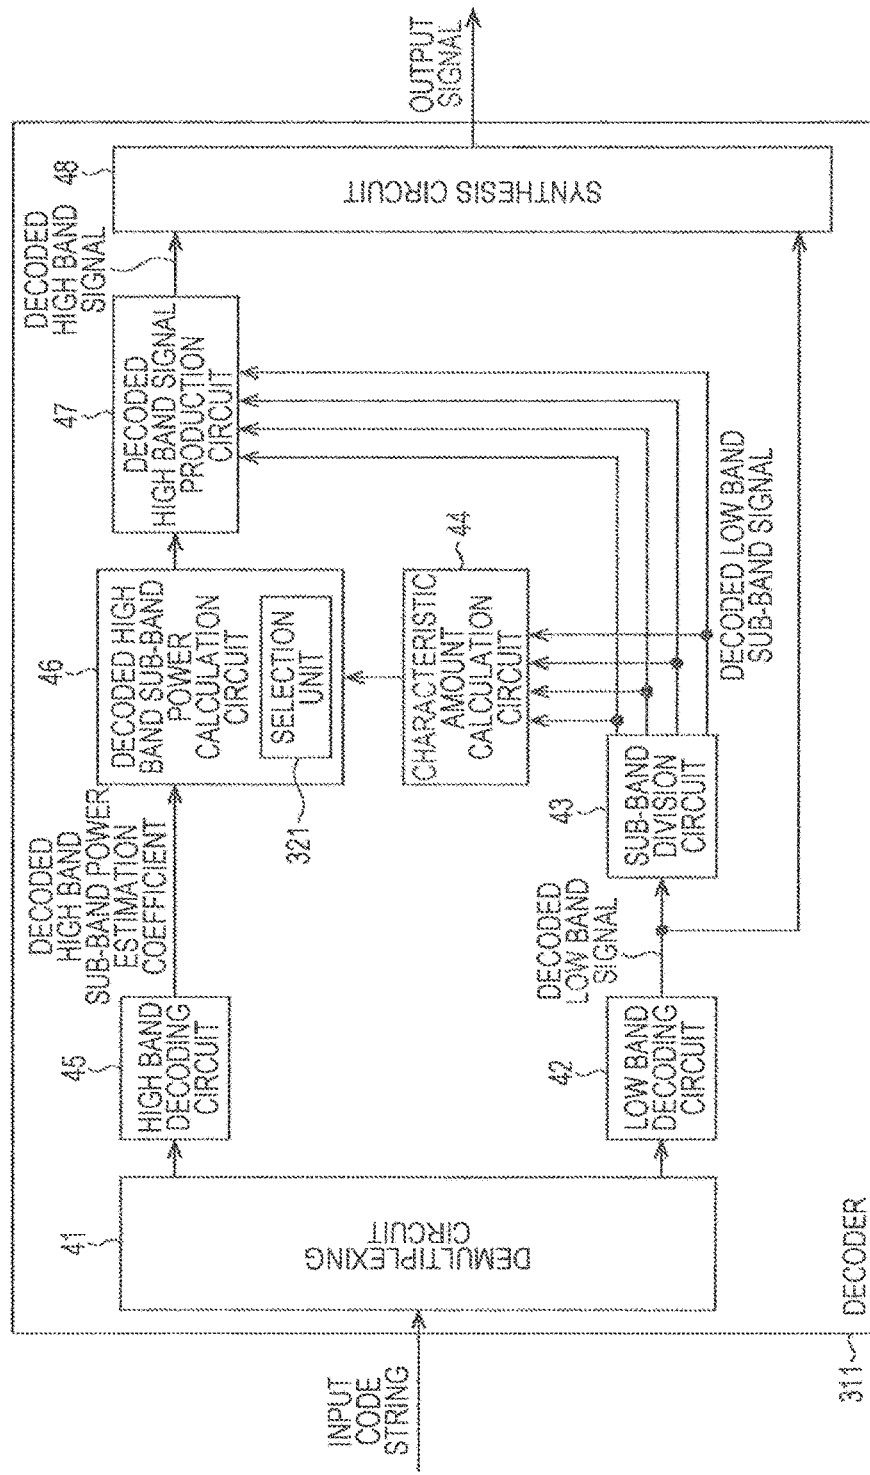 INPUT
CODE
STRING
311
DECODER
41
DEMULTIPLEXING
CIRCUIT
45
HIGH BAND
DECODING
CIRCUIT
DECODED
HIGH BAND
SUB-BAND POWER
ESTIMATION
COEFFICIENT
46
DECODED HIGH
BAND SUB-BAND
POWER
CALCULATION
CIRCUIT
SELECTION
UNIT
321
47
DECODED
HIGH BAND SIGNAL
PRODUCTION
CIRCUIT
DECODED
HIGH BAND
SIGNAL
48
SYNTHESIS CIRCUIT
OUTPUT
SIGNAL
42
LOW BAND
DECODING
CIRCUIT
DECODED
LOW BAND
SIGNAL
43
SUB-BAND
DIVISION
CIRCUIT
44
CHARACTERISTIC
AMOUNT
CALCULATION
CIRCUIT
DECODED LOW BAND
SUB-BAND SIGNAL